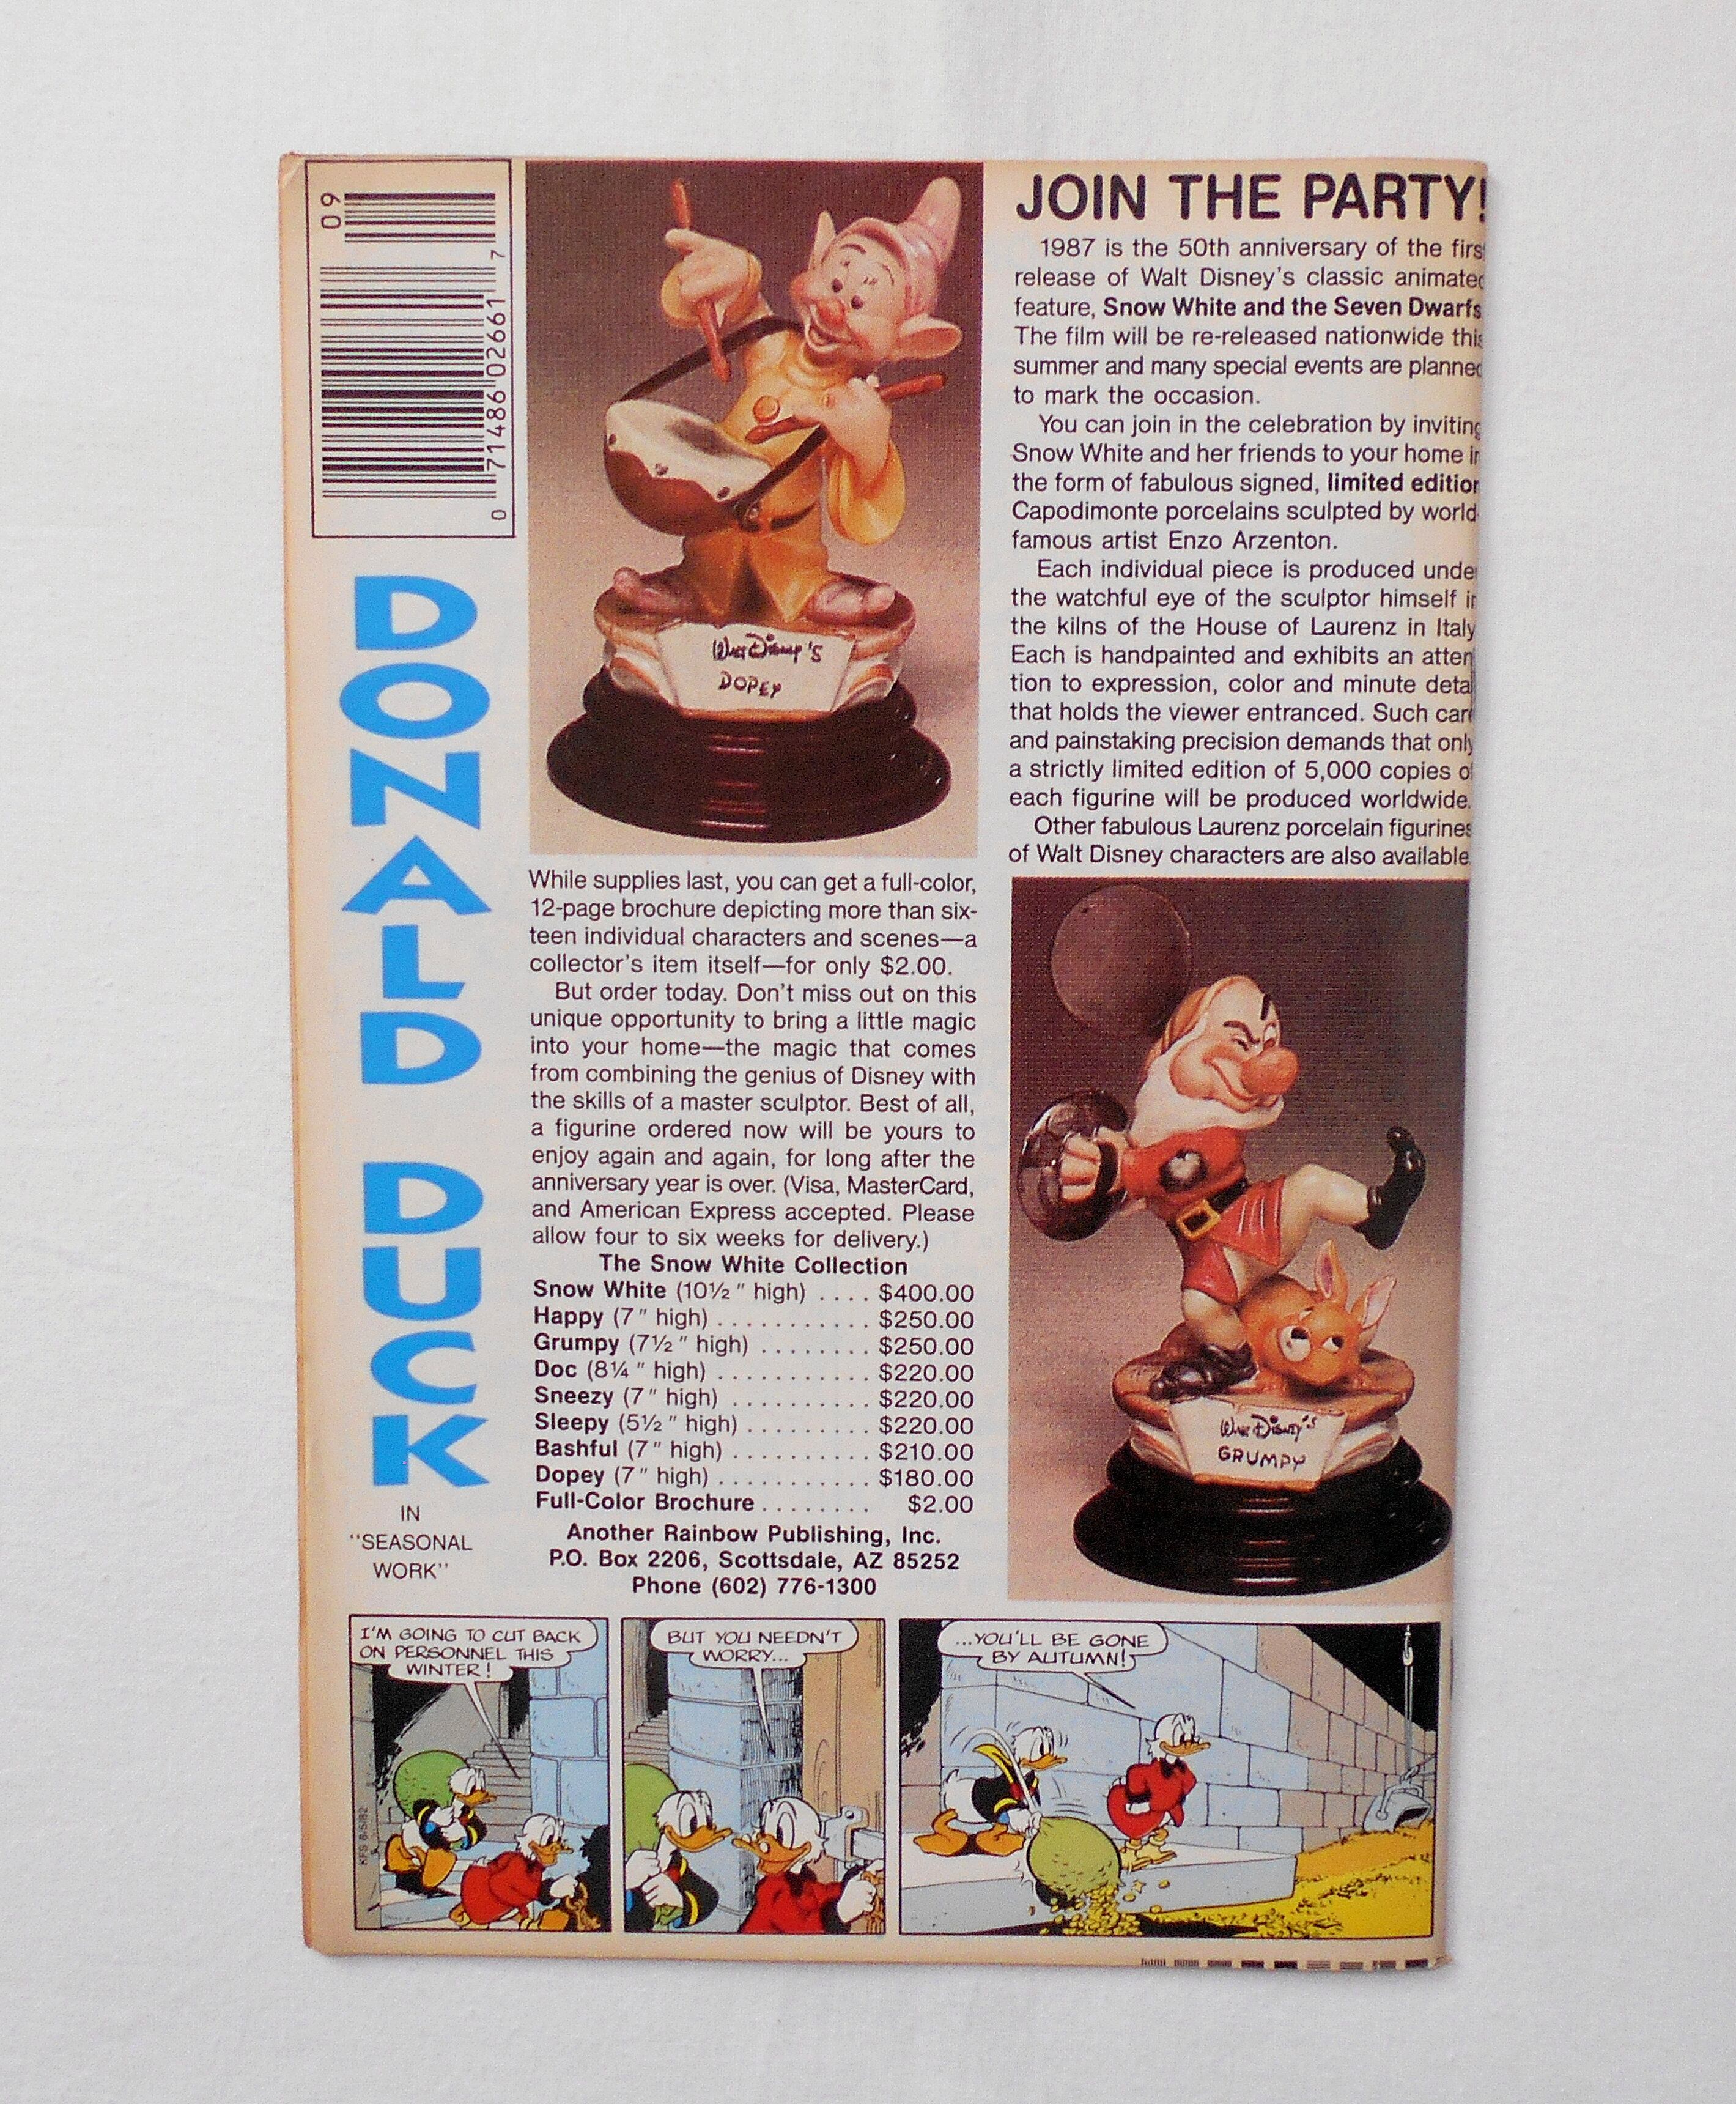 09
0 71486 02661 7
DONALD
DUCK
IN
"SEASONAL
WORK"
Walt Disney's
DOPEY
While supplies last, you can get a full-color,
12-page brochure depicting more than six-
teen individual characters and scenes—a
collector's item itself—for only $2.00.
But order today. Don't miss out on this
unique opportunity to bring a little magic
into your home—the magic that comes
from combining the genius of Disney with
the skills of a master sculptor. Best of all,
a figurine ordered now will be yours to
enjoy again and again, for long after the
anniversary year is over. (Visa, MasterCard,
and American Express accepted. Please
allow four to six weeks for delivery.)
The Snow White Collection
Snow White (10½" high) .... $400.00
Happy (7" high) ........... $250.00
Grumpy (7½" high) ........ $250.00
Doc (8¼" high) ........... $220.00
Sneezy (7" high) .......... $220.00
Sleepy (5½" high) ......... $220.00
Bashful (7" high) .......... $210.00
Dopey (7" high) ........... $180.00
Full-Color Brochure ........ $2.00
Another Rainbow Publishing, Inc.
P.O. Box 2206, Scottsdale, AZ 85252
Phone (602) 776-1300
JOIN THE PARTY!
1987 is the 50th anniversary of the firs
release of Walt Disney's classic animated
feature, Snow White and the Seven Dwarfs
The film will be re-released nationwide this
summer and many special events are planned
to mark the occasion.
You can join in the celebration by inviting
Snow White and her friends to your home in
the form of fabulous signed, limited edition
Capodimonte porcelains sculpted by world-
famous artist Enzo Arzenton.
Each individual piece is produced unde
the watchful eye of the sculptor himself in
the kilns of the House of Laurenz in Italy
Each is handpainted and exhibits an atten
tion to expression, color and minute detai
that holds the viewer entranced. Such care
and painstaking precision demands that only
a strictly limited edition of 5,000 copies of
each figurine will be produced worldwide.
Other fabulous Laurenz porcelain figurines
of Walt Disney characters are also available.
Walt Disney's
GRUMPY
I'M GOING TO CUT BACK
ON PERSONNEL THIS
WINTER!
KFS 8/5/82
BUT YOU NEEDN'T
WORRY...
...YOU'LL BE GONE
BY AUTUMN!